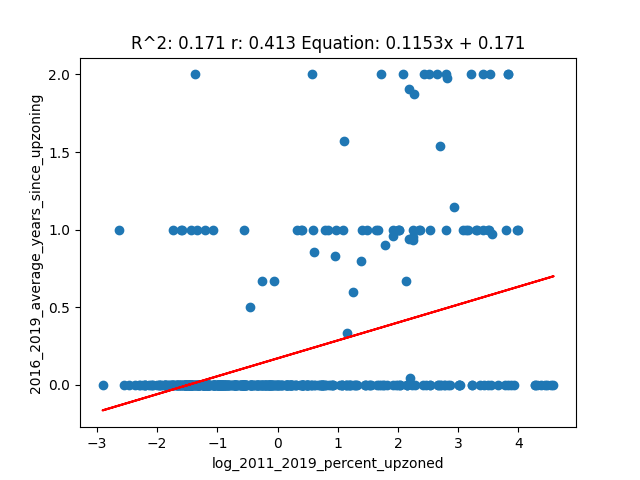 R^2: 0.171 r: 0.413 Equation: 0.1153x + 0.171
2016_2019_average_years_since_upzoning
2.0
1.5
1.0
0.5
0.0
−3 −2 −1 0 1 2 3 4
log_2011_2019_percent_upzoned